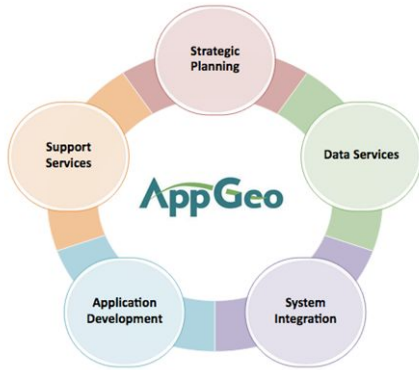 Strategic
Planning
Support
Services
Data Services
AppGeo
Application
Development
System
Integration